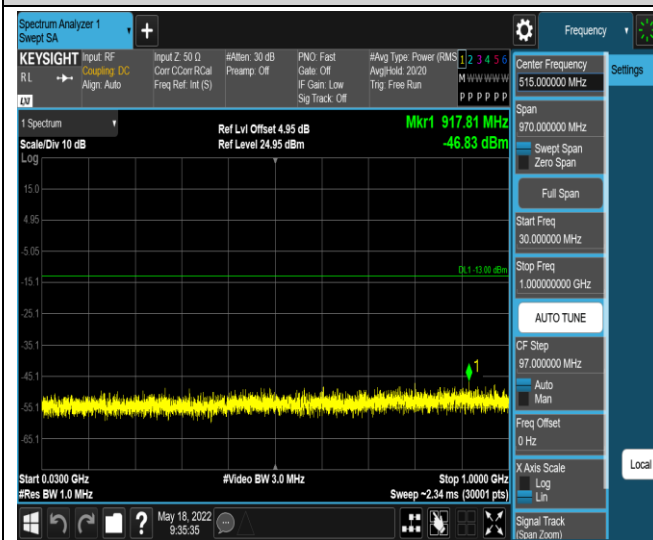 Spectrum Analyzer 1
Swept SA
+
Frequency
KEYSIGHT
Input: RF
Coupling: DC
Align: Auto
Input Z: 50 Ω
Corr CCorr RCal
Freq Ref: Int (S)
#Atten: 30 dB
Preamp: Off
PNO: Fast
Gate: Off
IF Gain: Low
Sig Track: Off
#Avg Type: Power (RMS
Avg|Hold: 20/20
Trig: Free Run
1 2 3 4 5 6
M W W W W W
P P P P P P
R L
LXI
1 Spectrum
Scale/Div 10 dB
Log
Ref Lvl Offset 4.95 dB
Ref Level 24.95 dBm
Mkr1 917.81 MHz
-46.83 dBm
15.0
4.95
-5.05
-15.1
-25.1
-35.1
-45.1
-55.1
-65.1
DL1 -13.00 dBm
1
Start 0.0300 GHz
#Res BW 1.0 MHz
#Video BW 3.0 MHz
Stop 1.0000 GHz
Sweep ~2.34 ms (30001 pts)
?
May 18, 2022
9:35:35
Center Frequency
515.000000 MHz
Settings
Span
970.000000 MHz
Swept Span
Zero Span
Full Span
Start Freq
30.000000 MHz
Stop Freq
1.000000000 GHz
AUTO TUNE
CF Step
97.000000 MHz
Auto
Man
Freq Offset
0 Hz
X Axis Scale
Log
Lin
Local
Signal Track
(Span Zoom)